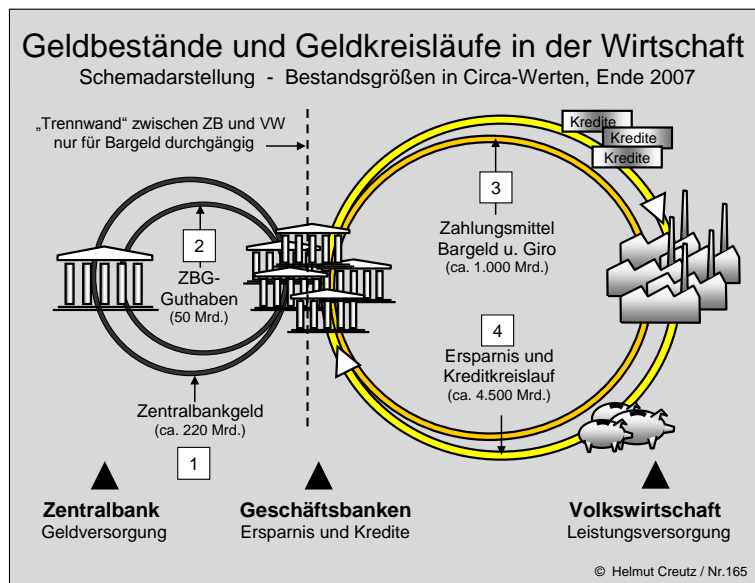 Geldbestände und Geldkreisläufe in der Wirtschaft
Schemadarstellung - Bestandsgrößen in Circa-Werten, Ende 2007
„Trennwand” zwischen ZB und VW
nur für Bargeld durchgängig
Kredite
Kredite
Kredite
3
Zahlungsmittel
Bargeld u. Giro
(ca. 1.000 Mrd.)
2
ZBG-
Guthaben
(50 Mrd.)
4
Ersparnis und
Kreditkreislauf
(ca. 4.500 Mrd.)
Zentralbankgeld
(ca. 220 Mrd.)
1
Zentralbank
Geldversorgung
Geschäftsbanken
Ersparnis und Kredite
Volkswirtschaft
Leistungsversorgung
© Helmut Creutz / Nr.165